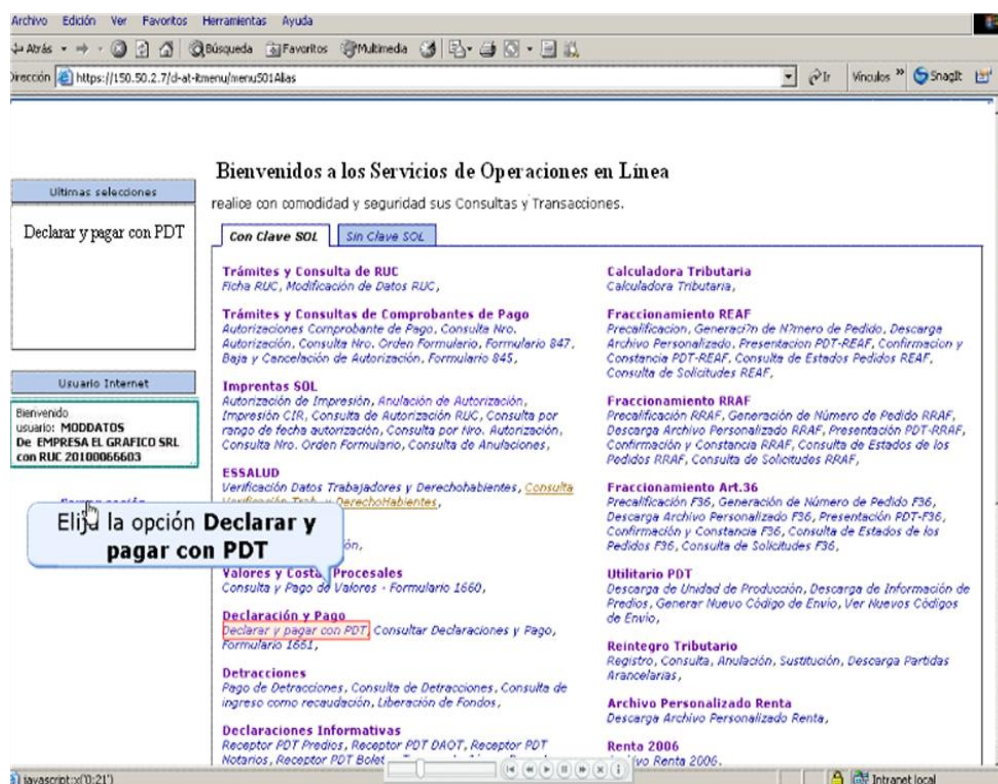 Archivo Edición Ver Favoritos Herramientas Ayuda
Atrás Búsqueda Favoritos Multimedia
Dirección https://150.50.2.7/d-at-itmenu/menuS01Alias Ir Vínculos » SnagIt
Bienvenidos a los Servicios de Operaciones en Línea
realice con comodidad y seguridad sus Consultas y Transacciones.
Ultimas selecciones
Declarar y pagar con PDT
Usuario Internet
Bienvenido
usuario: MODDATOS
De EMPRESA EL GRAFICO SRL
con RUC 20100066603
Elija la opción Declarar y
pagar con PDT
Con Clave SOL Sin Clave SOL
Trámites y Consulta de RUC
Ficha RUC, Modificación de Datos RUC,
Trámites y Consultas de Comprobantes de Pago
Autorizaciones Comprobante de Pago, Consulta Nro.
Autorización, Consulta Nro. Orden Formulario, Formulario 847,
Baja y Cancelación de Autorización, Formulario 845,
Imprentas SOL
Autorización de Impresión, Anulación de Autorización,
Impresión CIR, Consulta de Autorización RUC, Consulta por
rango de fecha autorización, Consulta por Nro. Autorización,
Consulta Nro. Orden Formulario, Consulta de Anulaciones,
ESSALUD
Verificación Datos Trabajadores y Derechohabientes, Consulta
Verificación Trab. y DerechoHabientes,
Valores y Costas Procesales
Consulta y Pago de Valores - Formulario 1660,
Declaración y Pago
Declarar y pagar con PDT, Consultar Declaraciones y Pago,
Formulario 1661,
Detracciones
Pago de Detracciones, Consulta de Detracciones, Consulta de
ingreso como recaudación, Liberación de Fondos,
Declaraciones Informativas
Receptor PDT Predios, Receptor PDT DAOT, Receptor PDT
Notarios, Receptor PDT
Calculadora Tributaria
Calculadora Tributaria,
Fraccionamiento REAF
Precalificacion, Generaci?n de N?mero de Pedido, Descarga
Archivo Personalizado, Presentacion PDT-REAF, Confirmacion y
Constancia PDT-REAF, Consulta de Estados Pedidos REAF,
Consulta de Solicitudes REAF,
Fraccionamiento RRAF
Precalificación RRAF, Generación de Número de Pedido RRAF,
Descarga Archivo Personalizado RRAF, Presentación PDT-RRAF,
Confirmación y Constancia RRAF, Consulta de Estados de los
Pedidos RRAF, Consulta de Solicitudes RRAF,
Fraccionamiento Art.36
Precalificación F36, Generación de Número de Pedido F36,
Descarga Archivo Personalizado F36, Presentación PDT-F36,
Confirmación y Constancia F36, Consulta de Estados de los
Pedidos F36, Consulta de Solicitudes F36,
Utilitario PDT
Descarga de Unidad de Producción, Descarga de Información de
Predios, Generar Nuevo Código de Envio, Ver Nuevos Códigos
de Envio,
Reintegro Tributario
Registro, Consulta, Anulación, Sustitución, Descarga Partidas
Arancelarias,
Archivo Personalizado Renta
Descarga Archivo Personalizado Renta,
Renta 2006
Renta 2006.
javascript:x('0:21') Intranet local